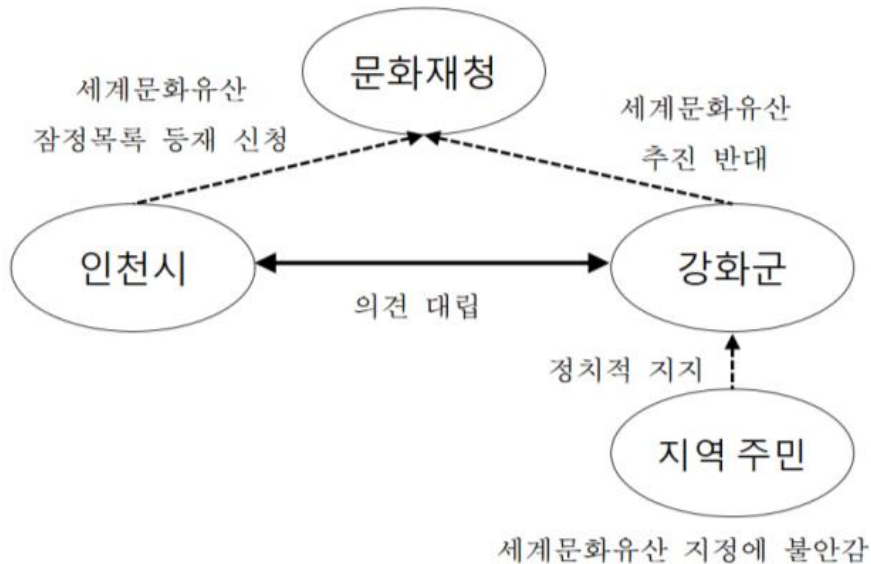 문화재청
세계문화유산
잠정목록 등재 신청
세계문화유산
추진 반대
인천시
강화군
의견 대립
정치적 지지
지역 주민
세계문화유산 지정에 불안감